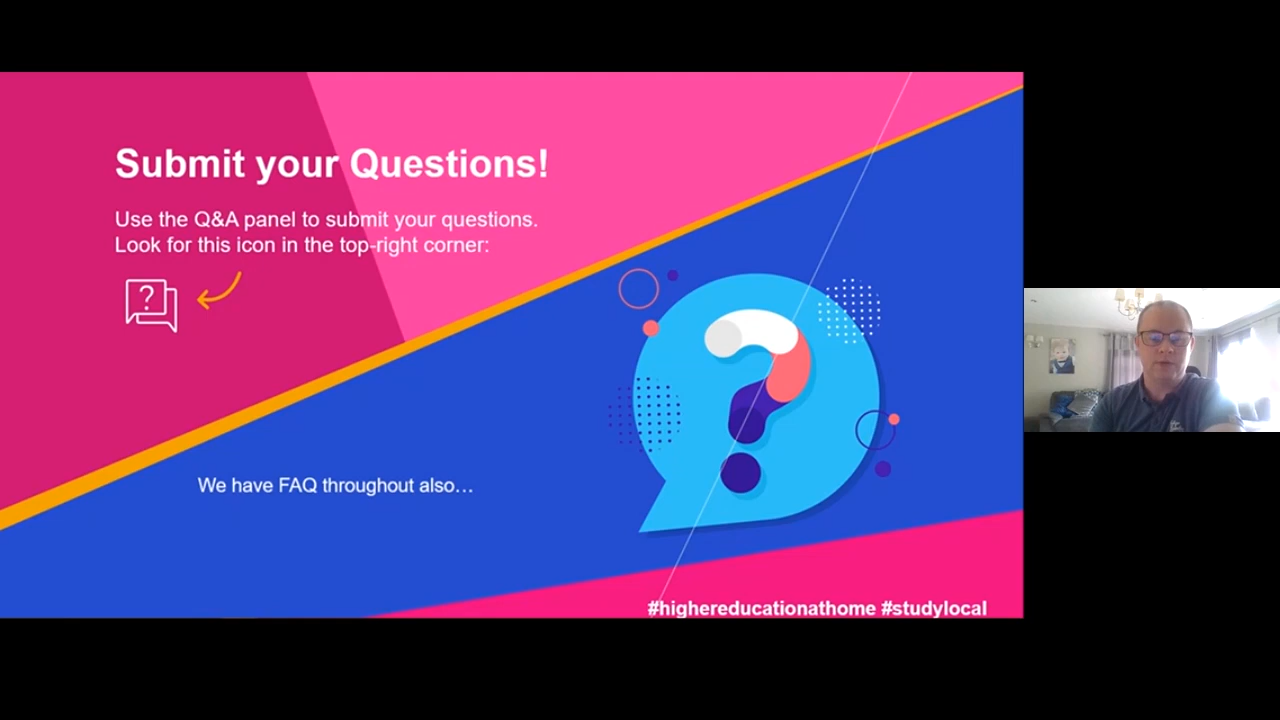 Submit your Questions!
Use the Q&A panel to submit your questions.
Look for this icon in the top-right corner:
?
We have FAQ throughout also…
#highereducationathome #studylocal